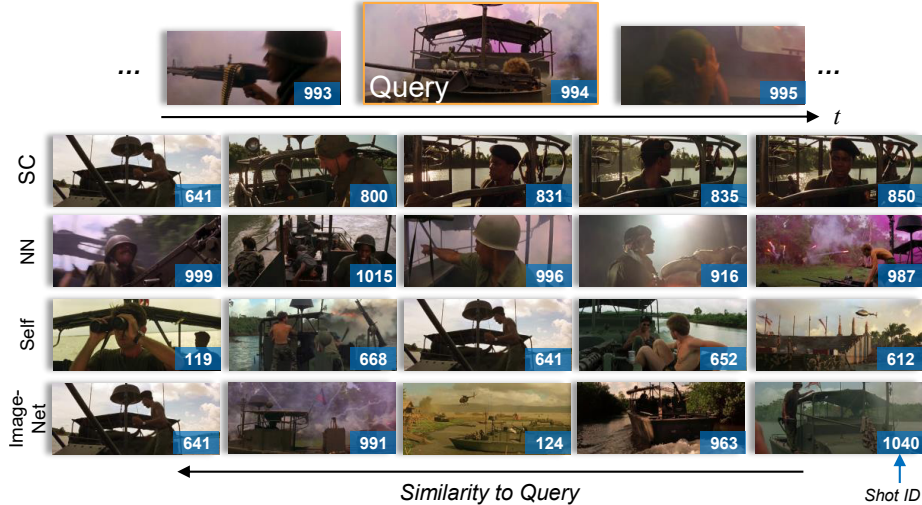 ... 993 Query 994 995 ...
t
SC 641 800 831 835 850
NN 999 1015 996 916 987
Self 119 668 641 652 612
Image-
Net 641 991 124 963 1040
Similarity to Query
Shot ID